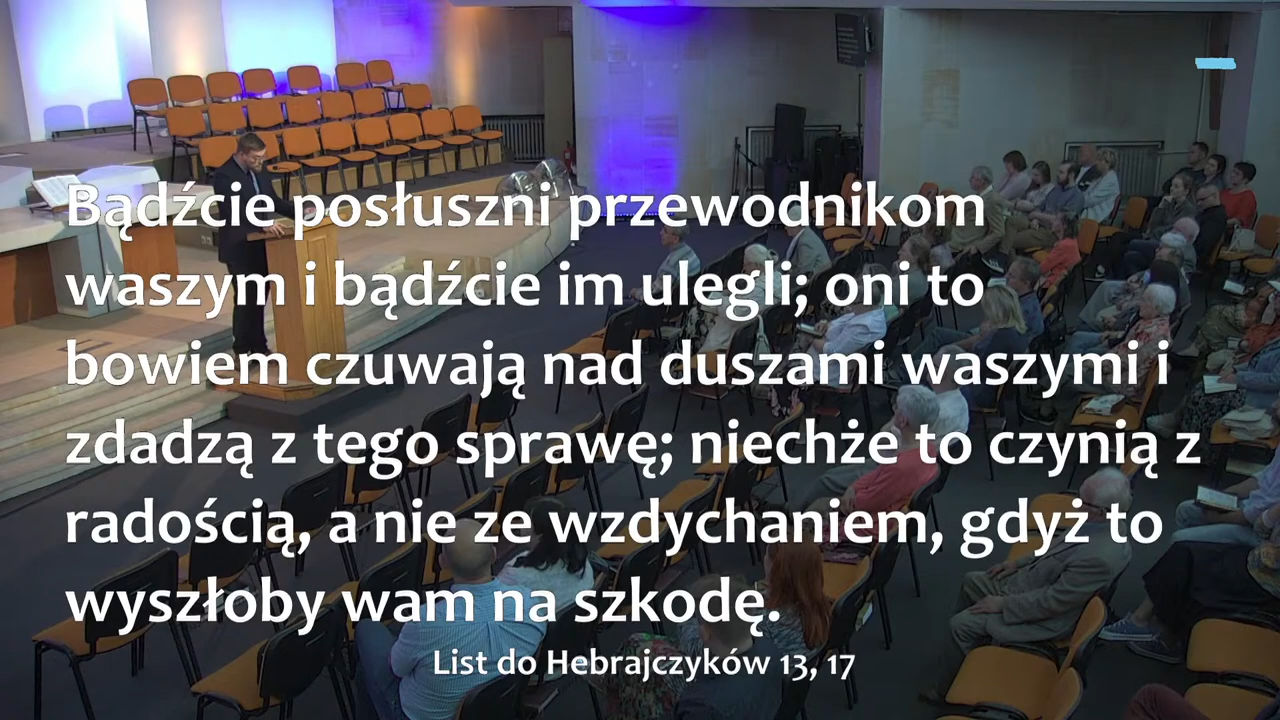 Bądźcie posłuszni przewodnikom
waszym i bądźcie im ulegli; oni to
bowiem czuwają nad duszami waszymi i
zdadzą z tego sprawę; niechże to czynią z
radością, a nie ze wzdychaniem, gdyż to
wyszłoby wam na szkodę.
List do Hebrajczyków 13, 17